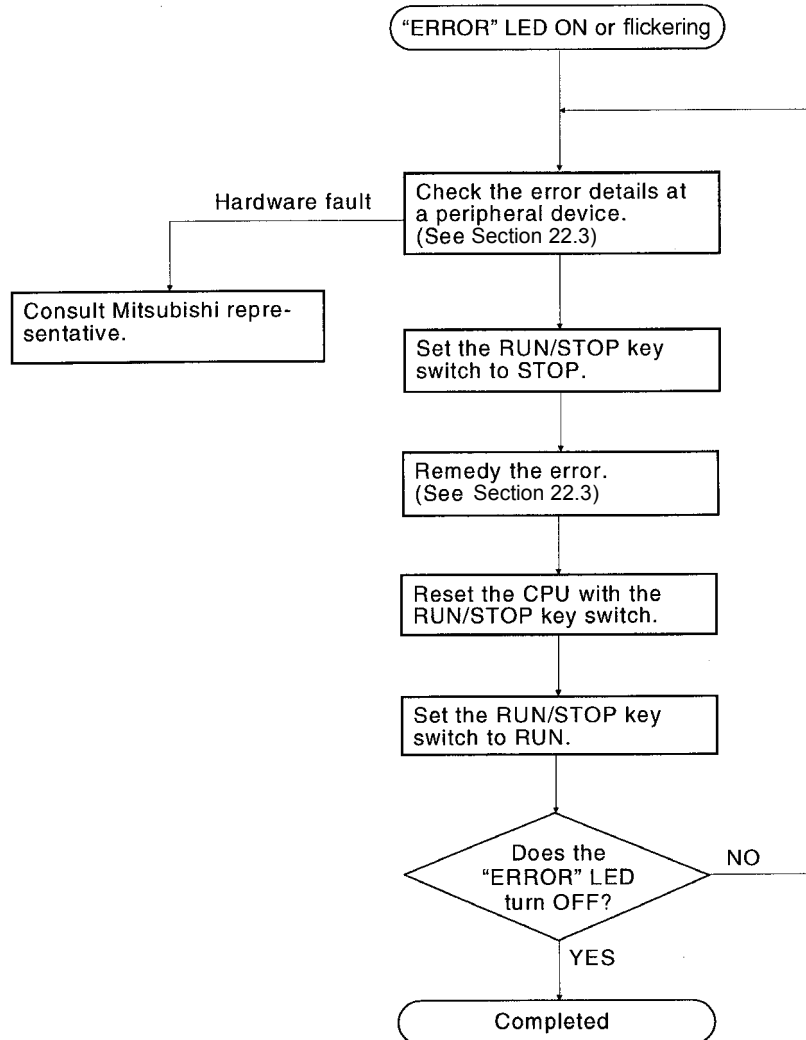 “ERROR” LED ON or flickering
Hardware fault
Check the error details at
a peripheral device.
(See Section 22.3)
Consult Mitsubishi repre-
sentative.
Set the RUN/STOP key
switch to STOP.
Remedy the error.
(See Section 22.3)
Reset the CPU with the
RUN/STOP key switch.
Set the RUN/STOP key
switch to RUN.
Does the
“ERROR” LED
turn OFF?
NO
YES
Completed